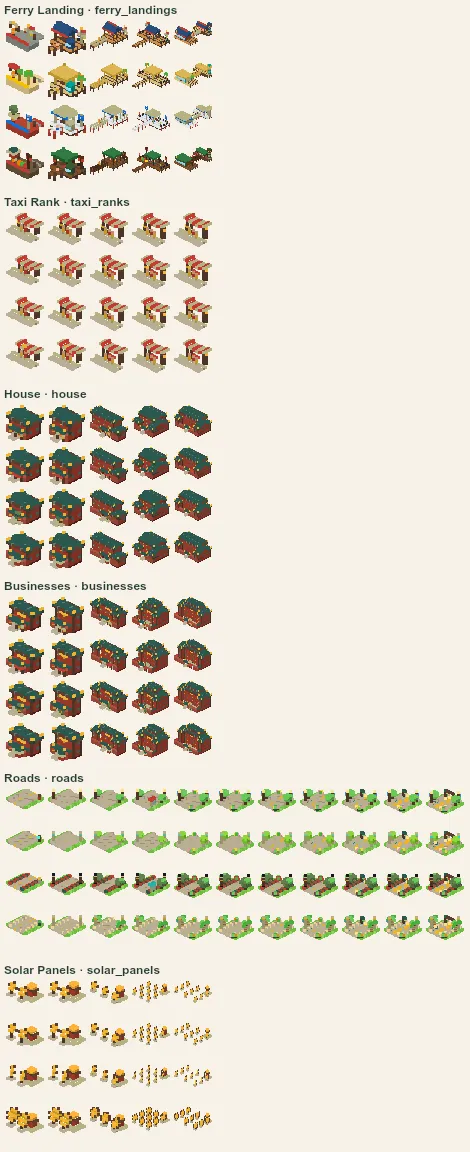 Ferry Landing · ferry_landings
Taxi Rank · taxi_ranks
House · house
Businesses · businesses
Roads · roads
Solar Panels · solar_panels